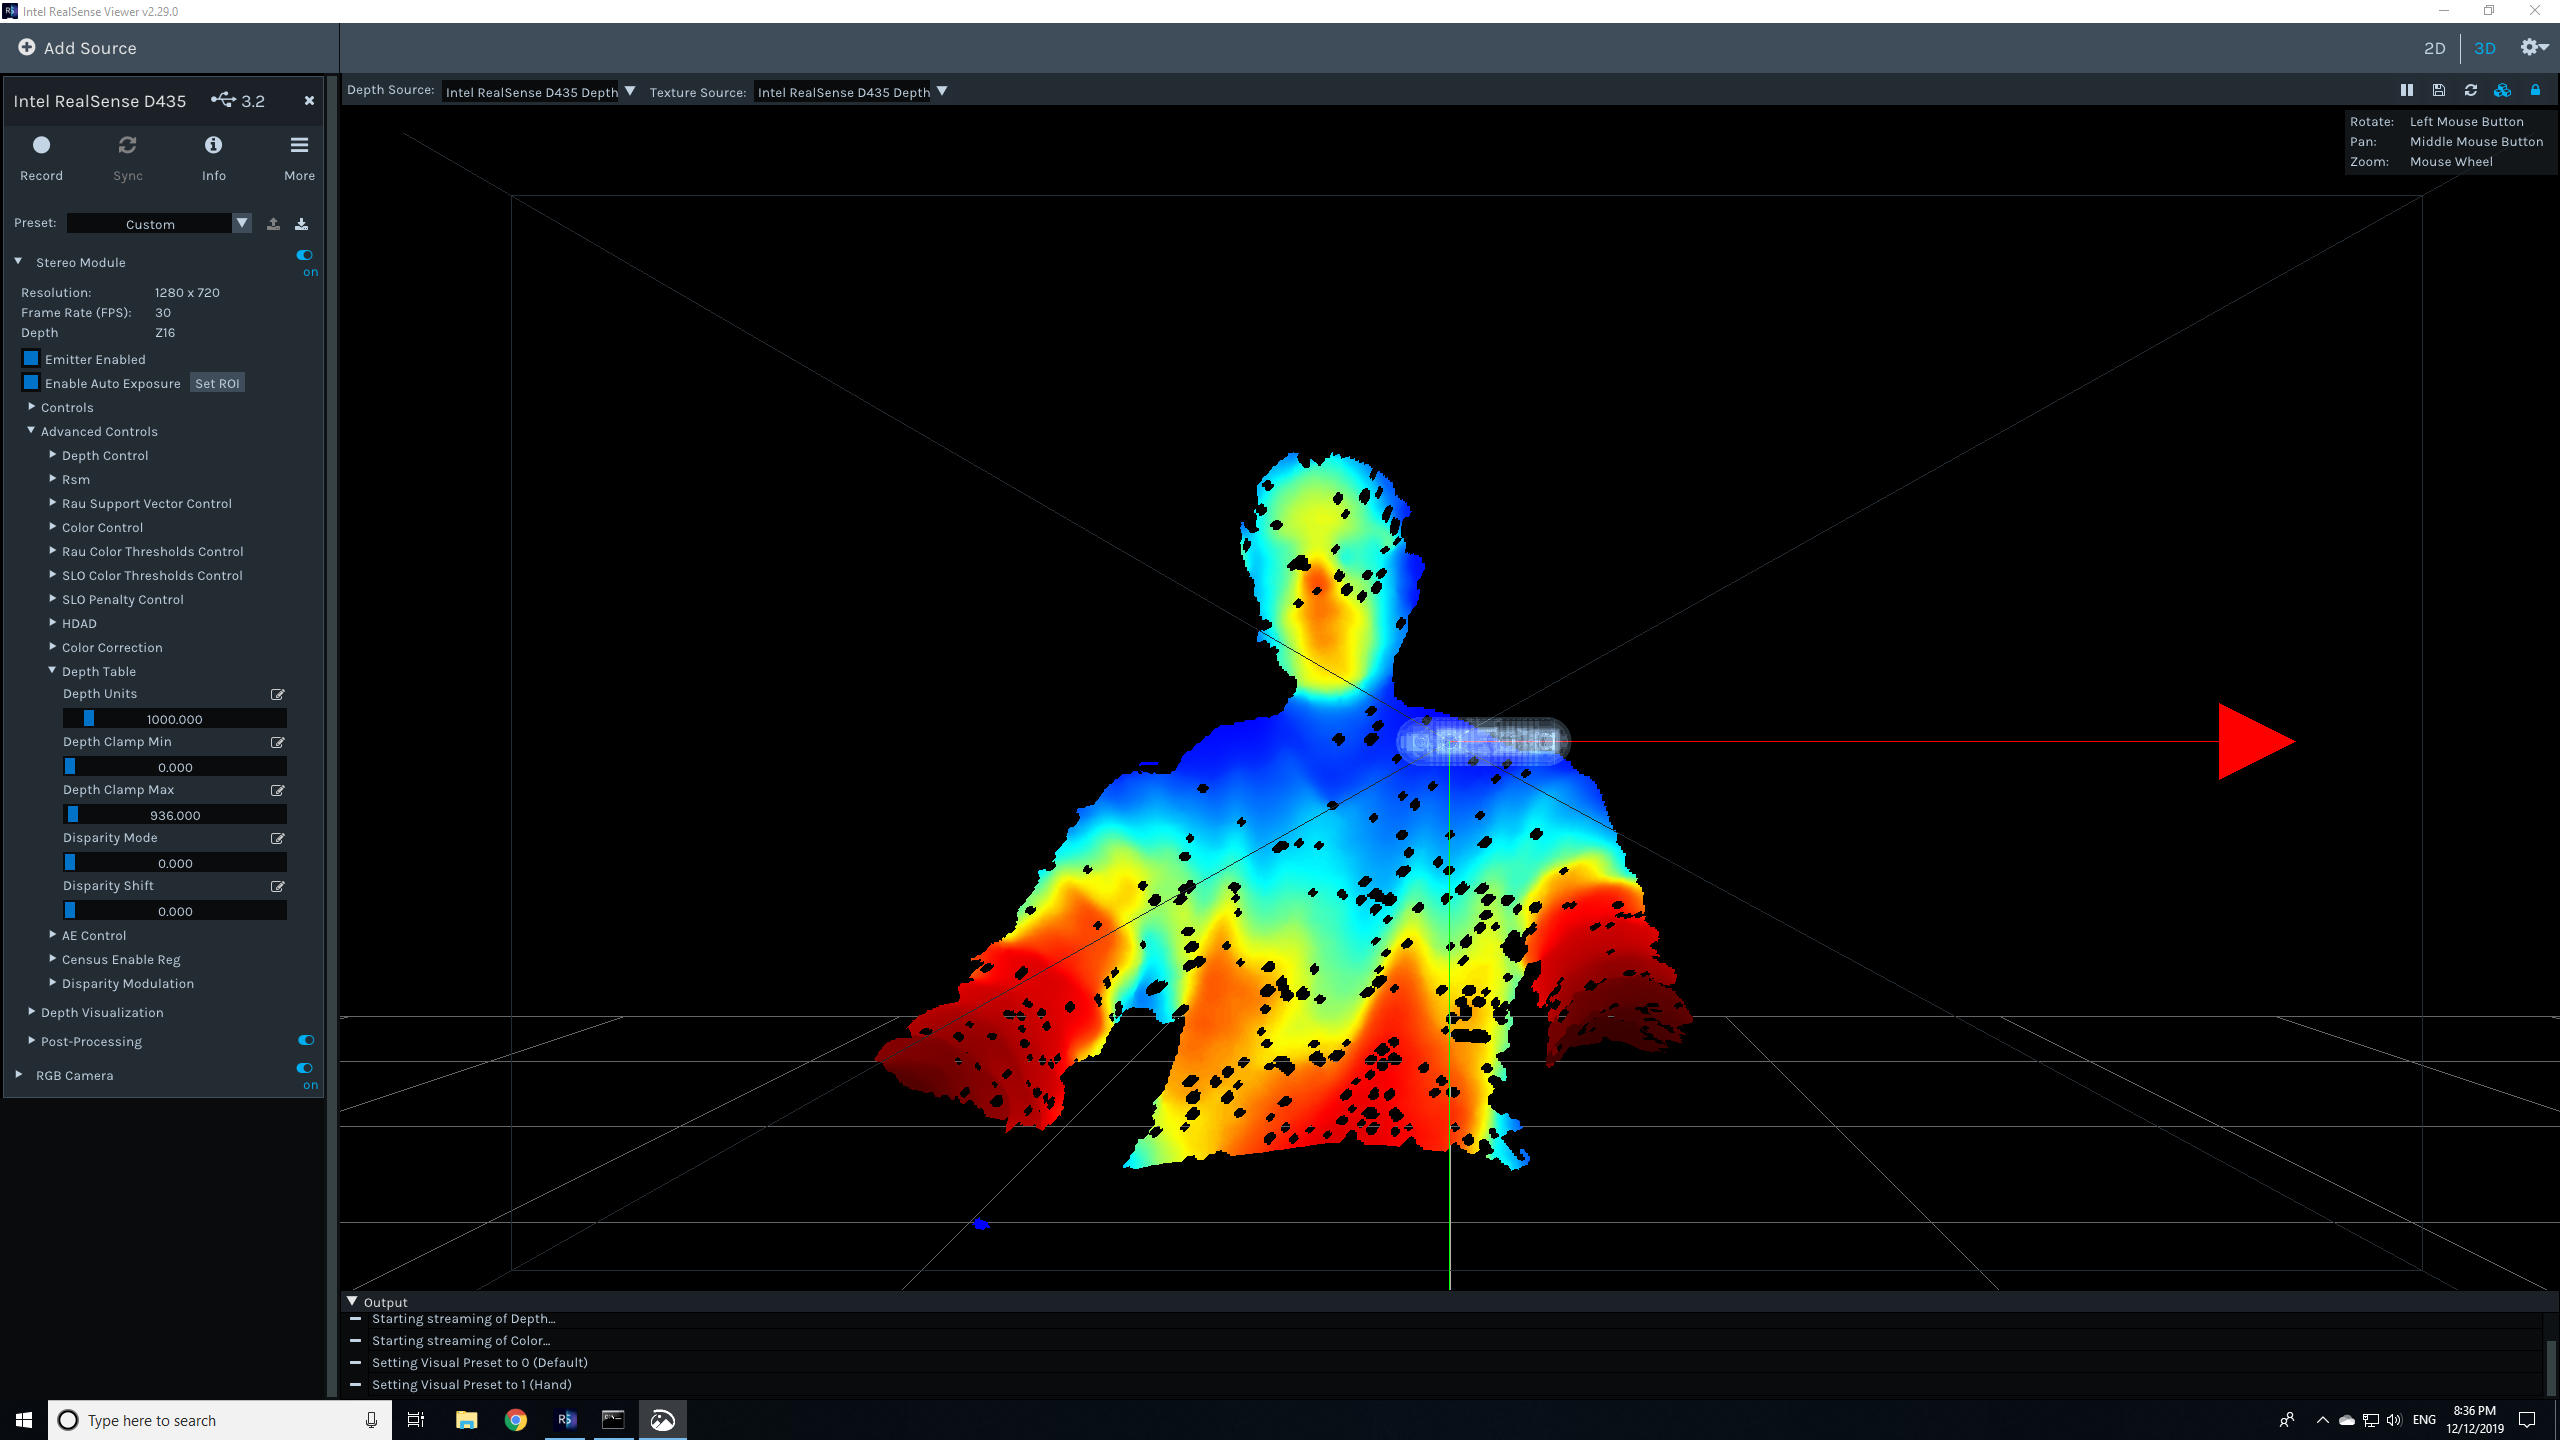 RS Intel RealSense Viewer v2.29.0
Add Source
2D 3D
Intel RealSense D435 3.2
Depth Source: Intel RealSense D435 Depth Texture Source: Intel RealSense D435 Depth
Rotate: Left Mouse Button
Pan: Middle Mouse Button
Zoom: Mouse Wheel
Record Sync Info More
Preset: Custom
Stereo Module
on
Resolution: 1280 x 720
Frame Rate (FPS): 30
Depth Z16
Emitter Enabled
Enable Auto Exposure Set ROI
Controls
Advanced Controls
Depth Control
Rsm
Rau Support Vector Control
Color Control
Rau Color Thresholds Control
SLO Color Thresholds Control
SLO Penalty Control
HDAD
Color Correction
Depth Table
Depth Units
1000.000
Depth Clamp Min
0.000
Depth Clamp Max
936.000
Disparity Mode
0.000
Disparity Shift
0.000
AE Control
Census Enable Reg
Disparity Modulation
Depth Visualization
Post-Processing
RGB Camera
on
Output
Starting streaming of Depth...
Starting streaming of Color...
Setting Visual Preset to 0 (Default)
Setting Visual Preset to 1 (Hand)
Type here to search
RS
ENG
8:36 PM
12/12/2019